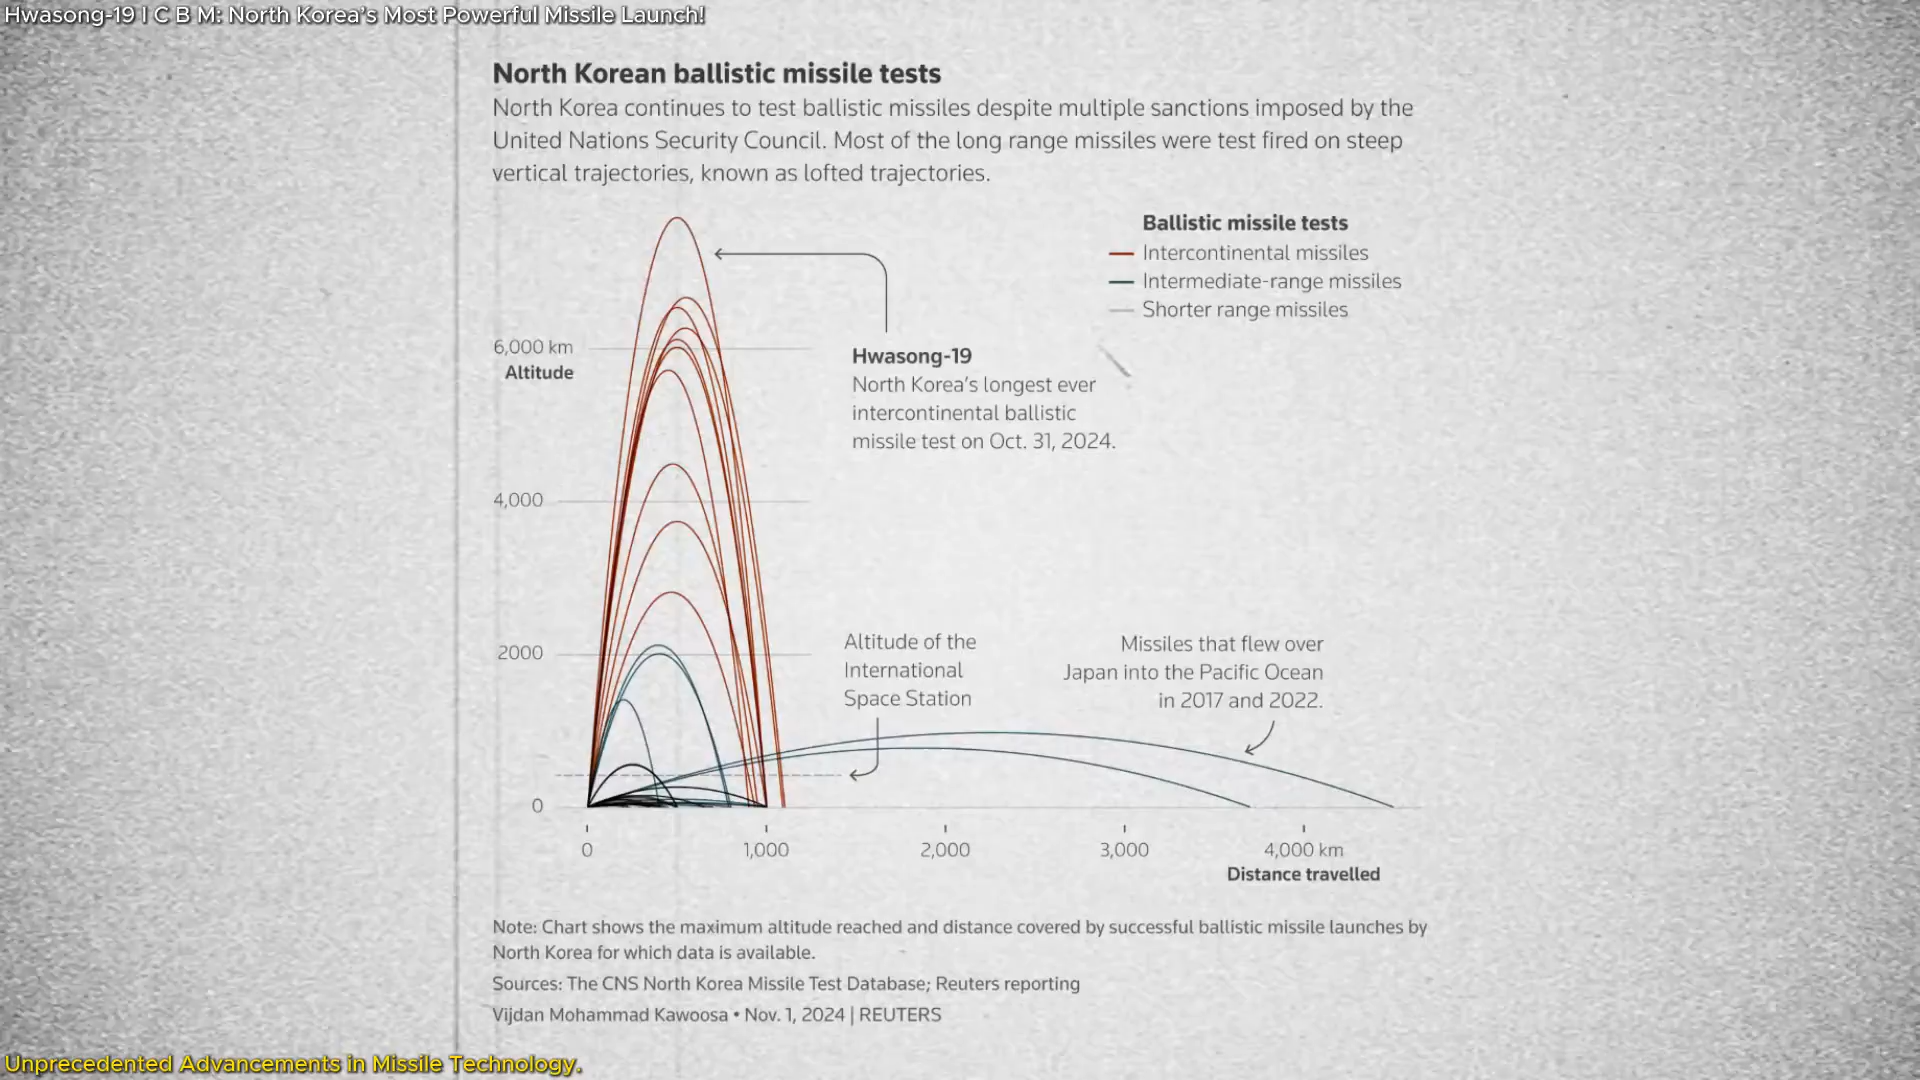 Hwasong-19 I C B M: North Korea's Most Powerful Missile Launch!
North Korean ballistic missile tests
North Korea continues to test ballistic missiles despite multiple sanctions imposed by the
United Nations Security Council. Most of the long range missiles were test fired on steep
vertical trajectories, known as lofted trajectories.
Ballistic missile tests
Intercontinental missiles
Intermediate-range missiles
Shorter range missiles
6,000 km
Altitude
Hwasong-19
North Korea's longest ever
intercontinental ballistic
missile test on Oct. 31, 2024.
4,000
2000
Altitude of the
International
Space Station
Missiles that flew over
Japan into the Pacific Ocean
in 2017 and 2022.
0
0
1,000
2,000
3,000
4,000 km
Distance travelled
Note: Chart shows the maximum altitude reached and distance covered by successful ballistic missile launches by
North Korea for which data is available.
Sources: The CNS North Korea Missile Test Database; Reuters reporting
Vijdan Mohammad Kawoosa • Nov. 1, 2024 | REUTERS
Unprecedented Advancements in Missile Technology.